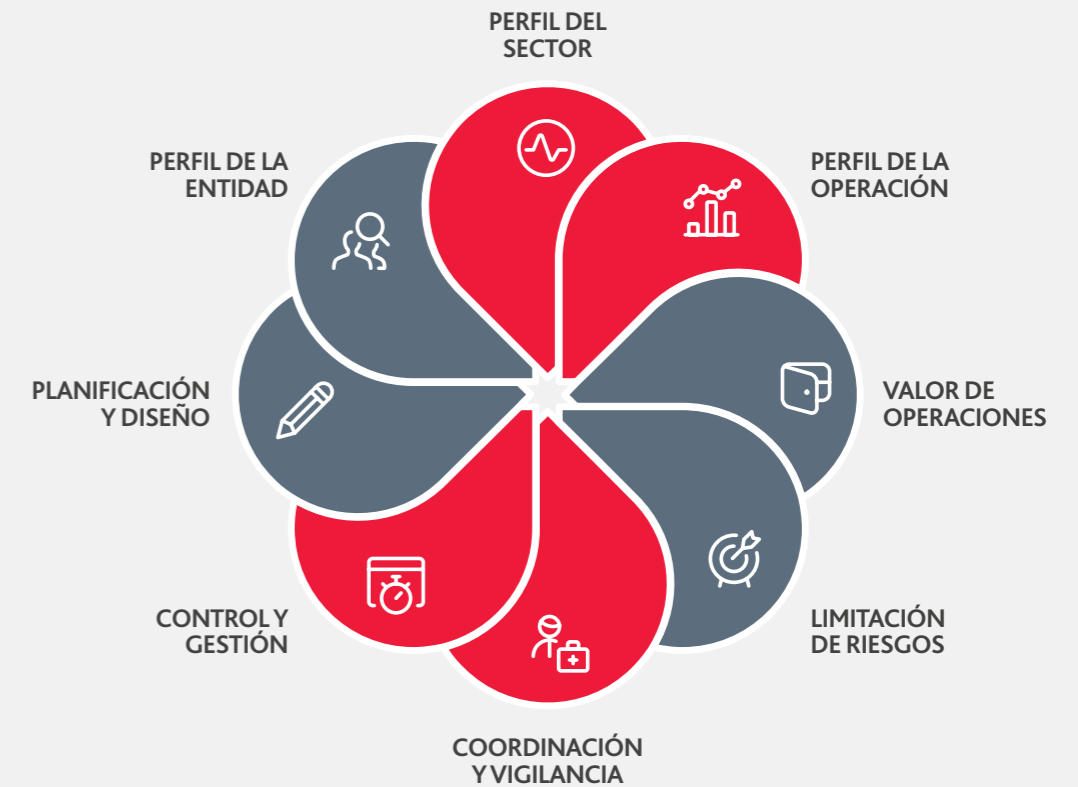 PERFIL DEL
SECTOR
PERFIL DE LA
ENTIDAD
PERFIL DE LA
OPERACIÓN
PLANIFICACIÓN
Y DISEÑO
VALOR DE
OPERACIONES
CONTROL Y
GESTIÓN
LIMITACIÓN
DE RIESGOS
COORDINACIÓN
Y VIGILANCIA